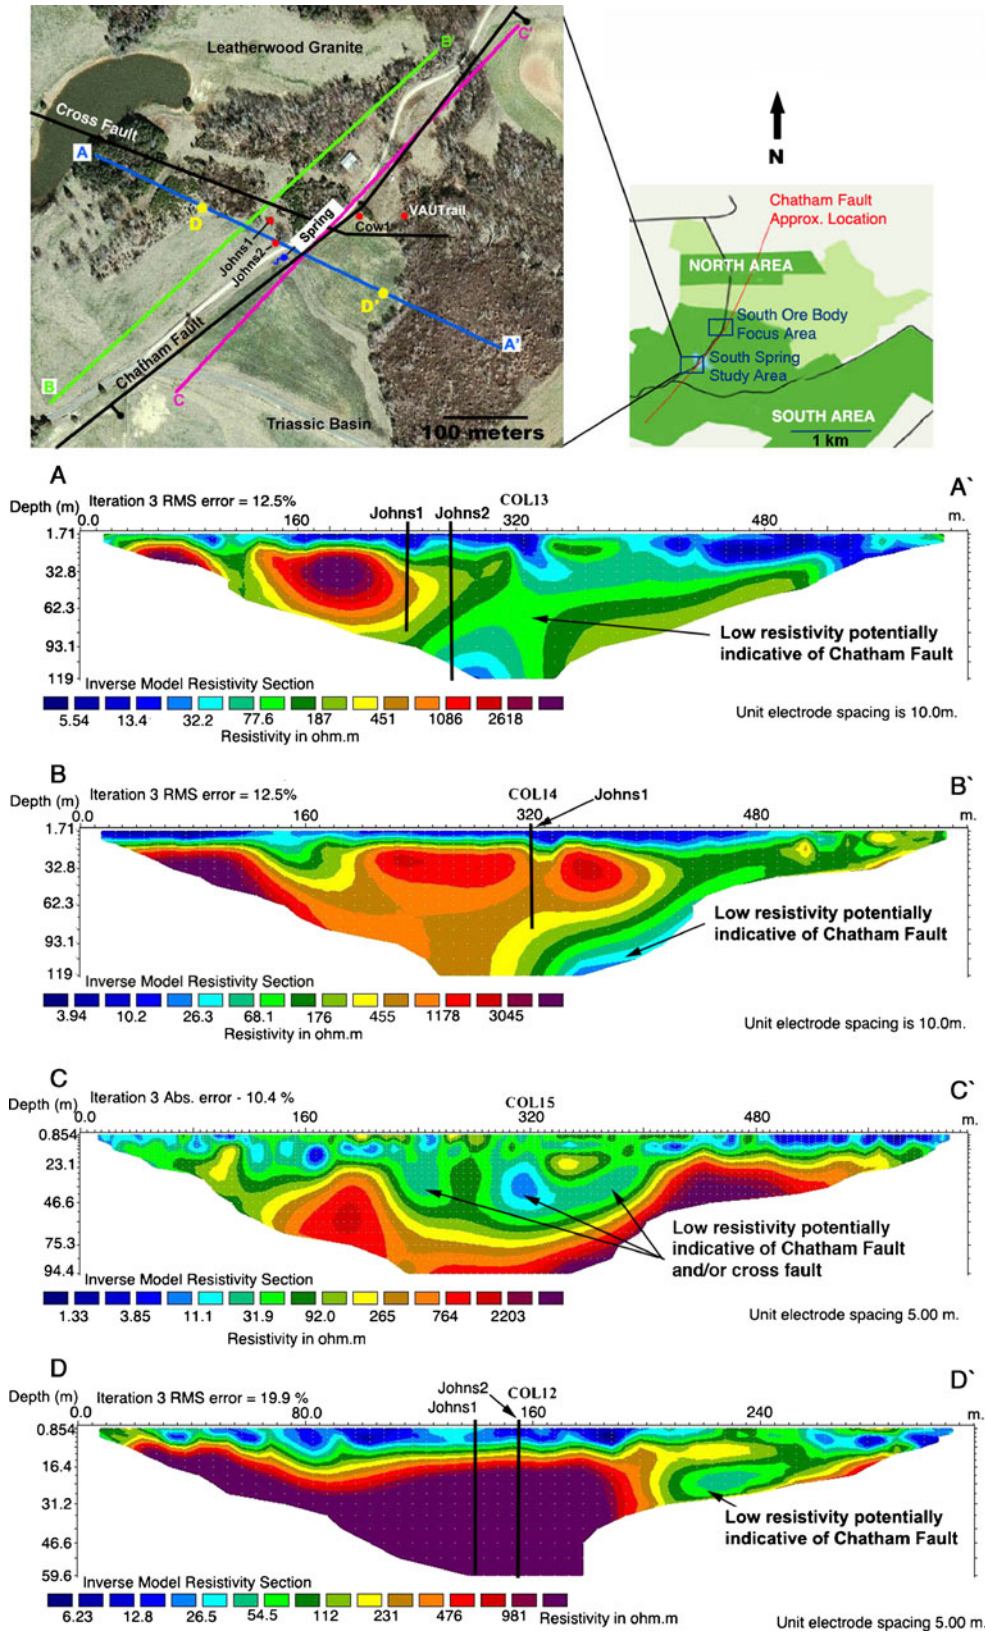 Leatherwood Granite
B'
C'
Cross Fault
A
D
Spring
VAUTrail
Cow1
Johns1
Johns2
D'
A'
Chatham Fault
B
C
Triassic Basin
100 meters
N
Chatham Fault
Approx. Location
NORTH AREA
South Ore Body
Focus Area
South Spring
Study Area
SOUTH AREA
1 km
A
A`
Depth (m)
Iteration 3 RMS error = 12.5%
Johns1 Johns2
COL13
0.0 160 320 480 m.
1.71
32.8
62.3
93.1
119
Low resistivity potentially
indicative of Chatham Fault
Inverse Model Resistivity Section
5.54 13.4 32.2 77.6 187 451 1086 2618
Resistivity in ohm.m
Unit electrode spacing is 10.0m.
B
B`
Depth (m)
Iteration 3 RMS error = 12.5%
COL14
Johns1
0.0 160 320 480 m.
1.71
32.8
62.3
93.1
119
Low resistivity potentially
indicative of Chatham Fault
Inverse Model Resistivity Section
3.94 10.2 26.3 68.1 176 455 1178 3045
Resistivity in ohm.m
Unit electrode spacing is 10.0m.
C
C`
Depth (m)
Iteration 3 Abs. error - 10.4 %
COL15
0.0 160 320 480 m.
0.854
23.1
46.6
75.3
94.4
Low resistivity potentially
indicative of Chatham Fault
and/or cross fault
Inverse Model Resistivity Section
1.33 3.85 11.1 31.9 92.0 265 764 2203
Resistivity in ohm.m
Unit electrode spacing 5.00 m.
D
D`
Depth (m)
Iteration 3 RMS error = 19.9 %
Johns2
Johns1
COL12
0.0 80.0 160 240 m.
0.854
16.4
31.2
46.6
59.6
Low resistivity potentially
indicative of Chatham Fault
Inverse Model Resistivity Section
6.23 12.8 26.5 54.5 112 231 476 981 Resistivity in ohm.m
Unit electrode spacing 5.00 m.